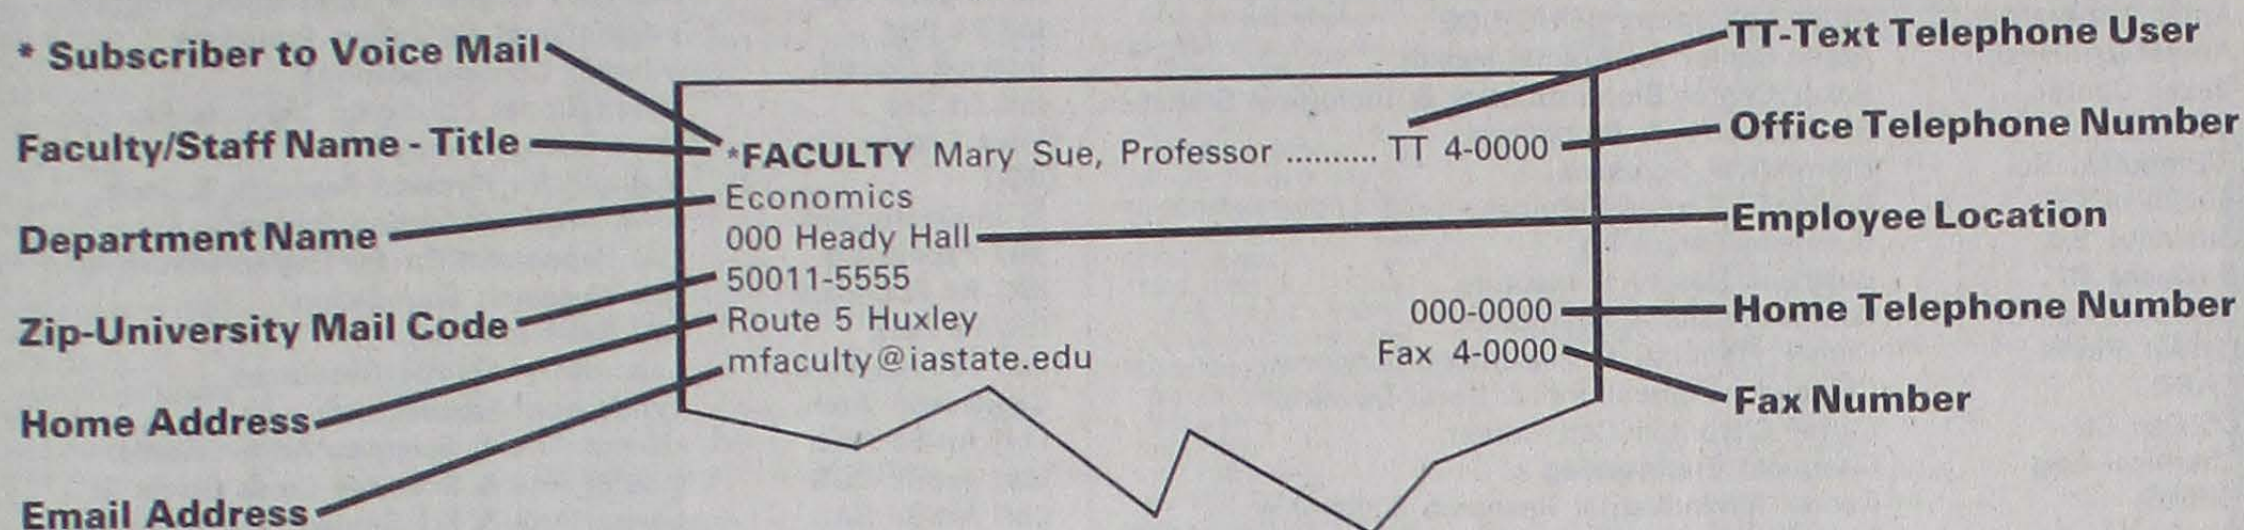 * Subscriber to Voice Mail
Faculty/Staff Name - Title
Department Name
Zip-University Mail Code
Home Address
Email Address
*FACULTY Mary Sue, Professor .......... TT 4-0000
Economics
000 Heady Hall
50011-5555
Route 5 Huxley
000-0000
mfaculty@iastate.edu
Fax 4-0000
TT-Text Telephone User
Office Telephone Number
Employee Location
Home Telephone Number
Fax Number